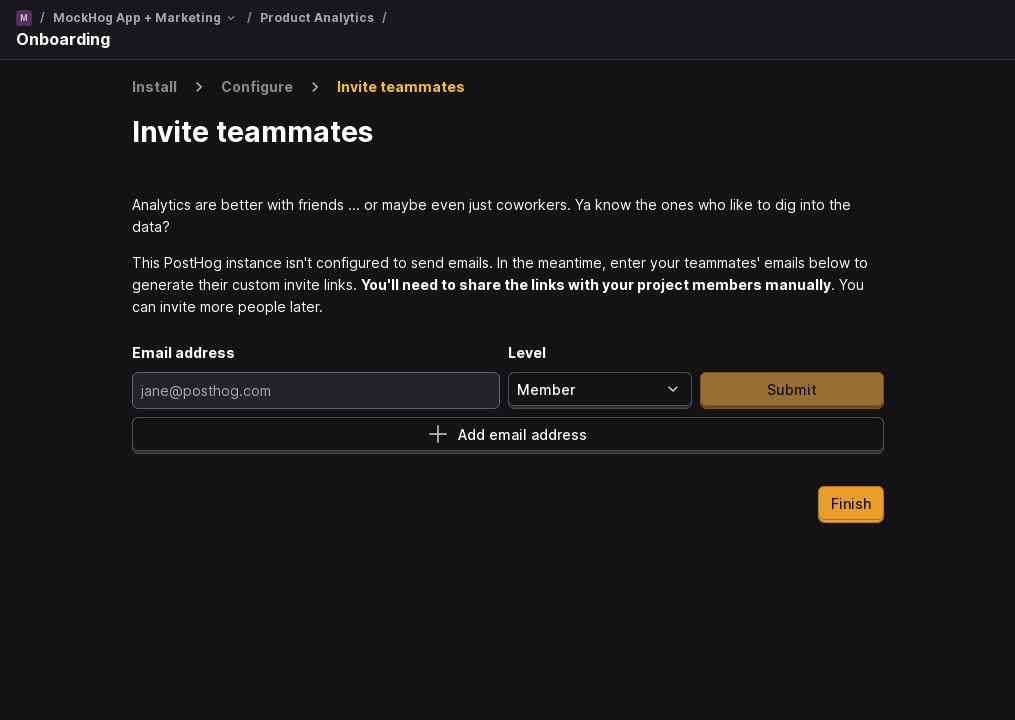 M / MockHog App + Marketing / Product Analytics /
Onboarding
Install > Configure > Invite teammates
Invite teammates
Analytics are better with friends ... or maybe even just coworkers. Ya know the ones who like to dig into the
data?
This PostHog instance isn't configured to send emails. In the meantime, enter your teammates' emails below to
generate their custom invite links. You'll need to share the links with your project members manually. You
can invite more people later.
Email address Level
jane@posthog.com Member Submit
Add email address
Finish